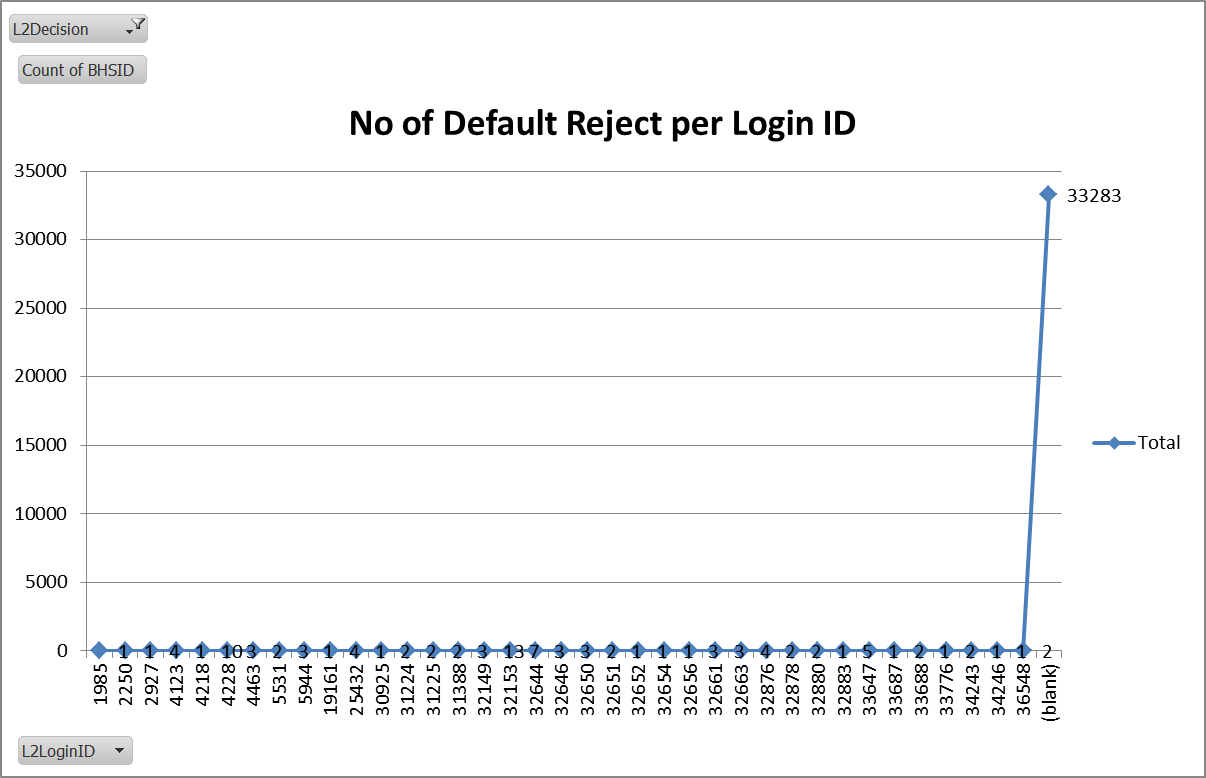 L2Decision
Count of BHSID
No of Default Reject per Login ID
35000
30000
25000
20000
15000
10000
5000
0
33283
Total
1 1 4 1 10 3 2 3 1 4 1 2 2 2 3 13 7 3 3 2 1 1 1 3 3 4 2 2 1 5 1 2 1 2 1 1 2
1985 2250 2927 4123 4218 4228 4463 5531 5944 19161 25432 30925 31224 31225 31388 32149 32153 32644 32646 32650 32651 32652 32654 32656 32661 32663 32876 32878 32880 32883 33647 33687 33688 33776 34243 34246 36548 (blank)
L2LoginID